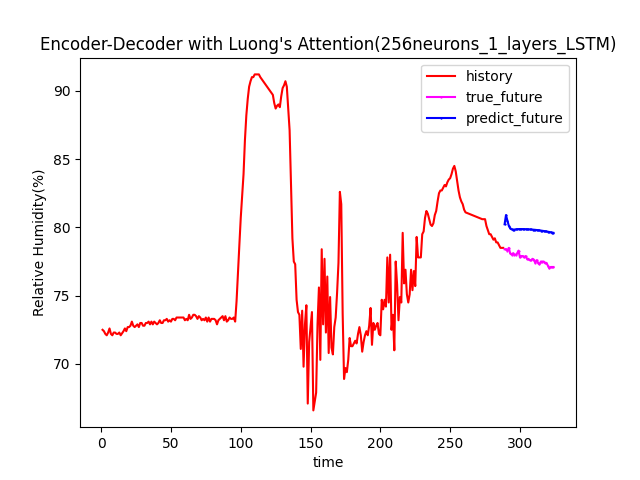 Encoder-Decoder with Luong's Attention(256neurons_1_layers_LSTM)
history
true_future
predict_future
Relative Humidity(%)
90
85
80
75
70
0 50 100 150 200 250 300
time